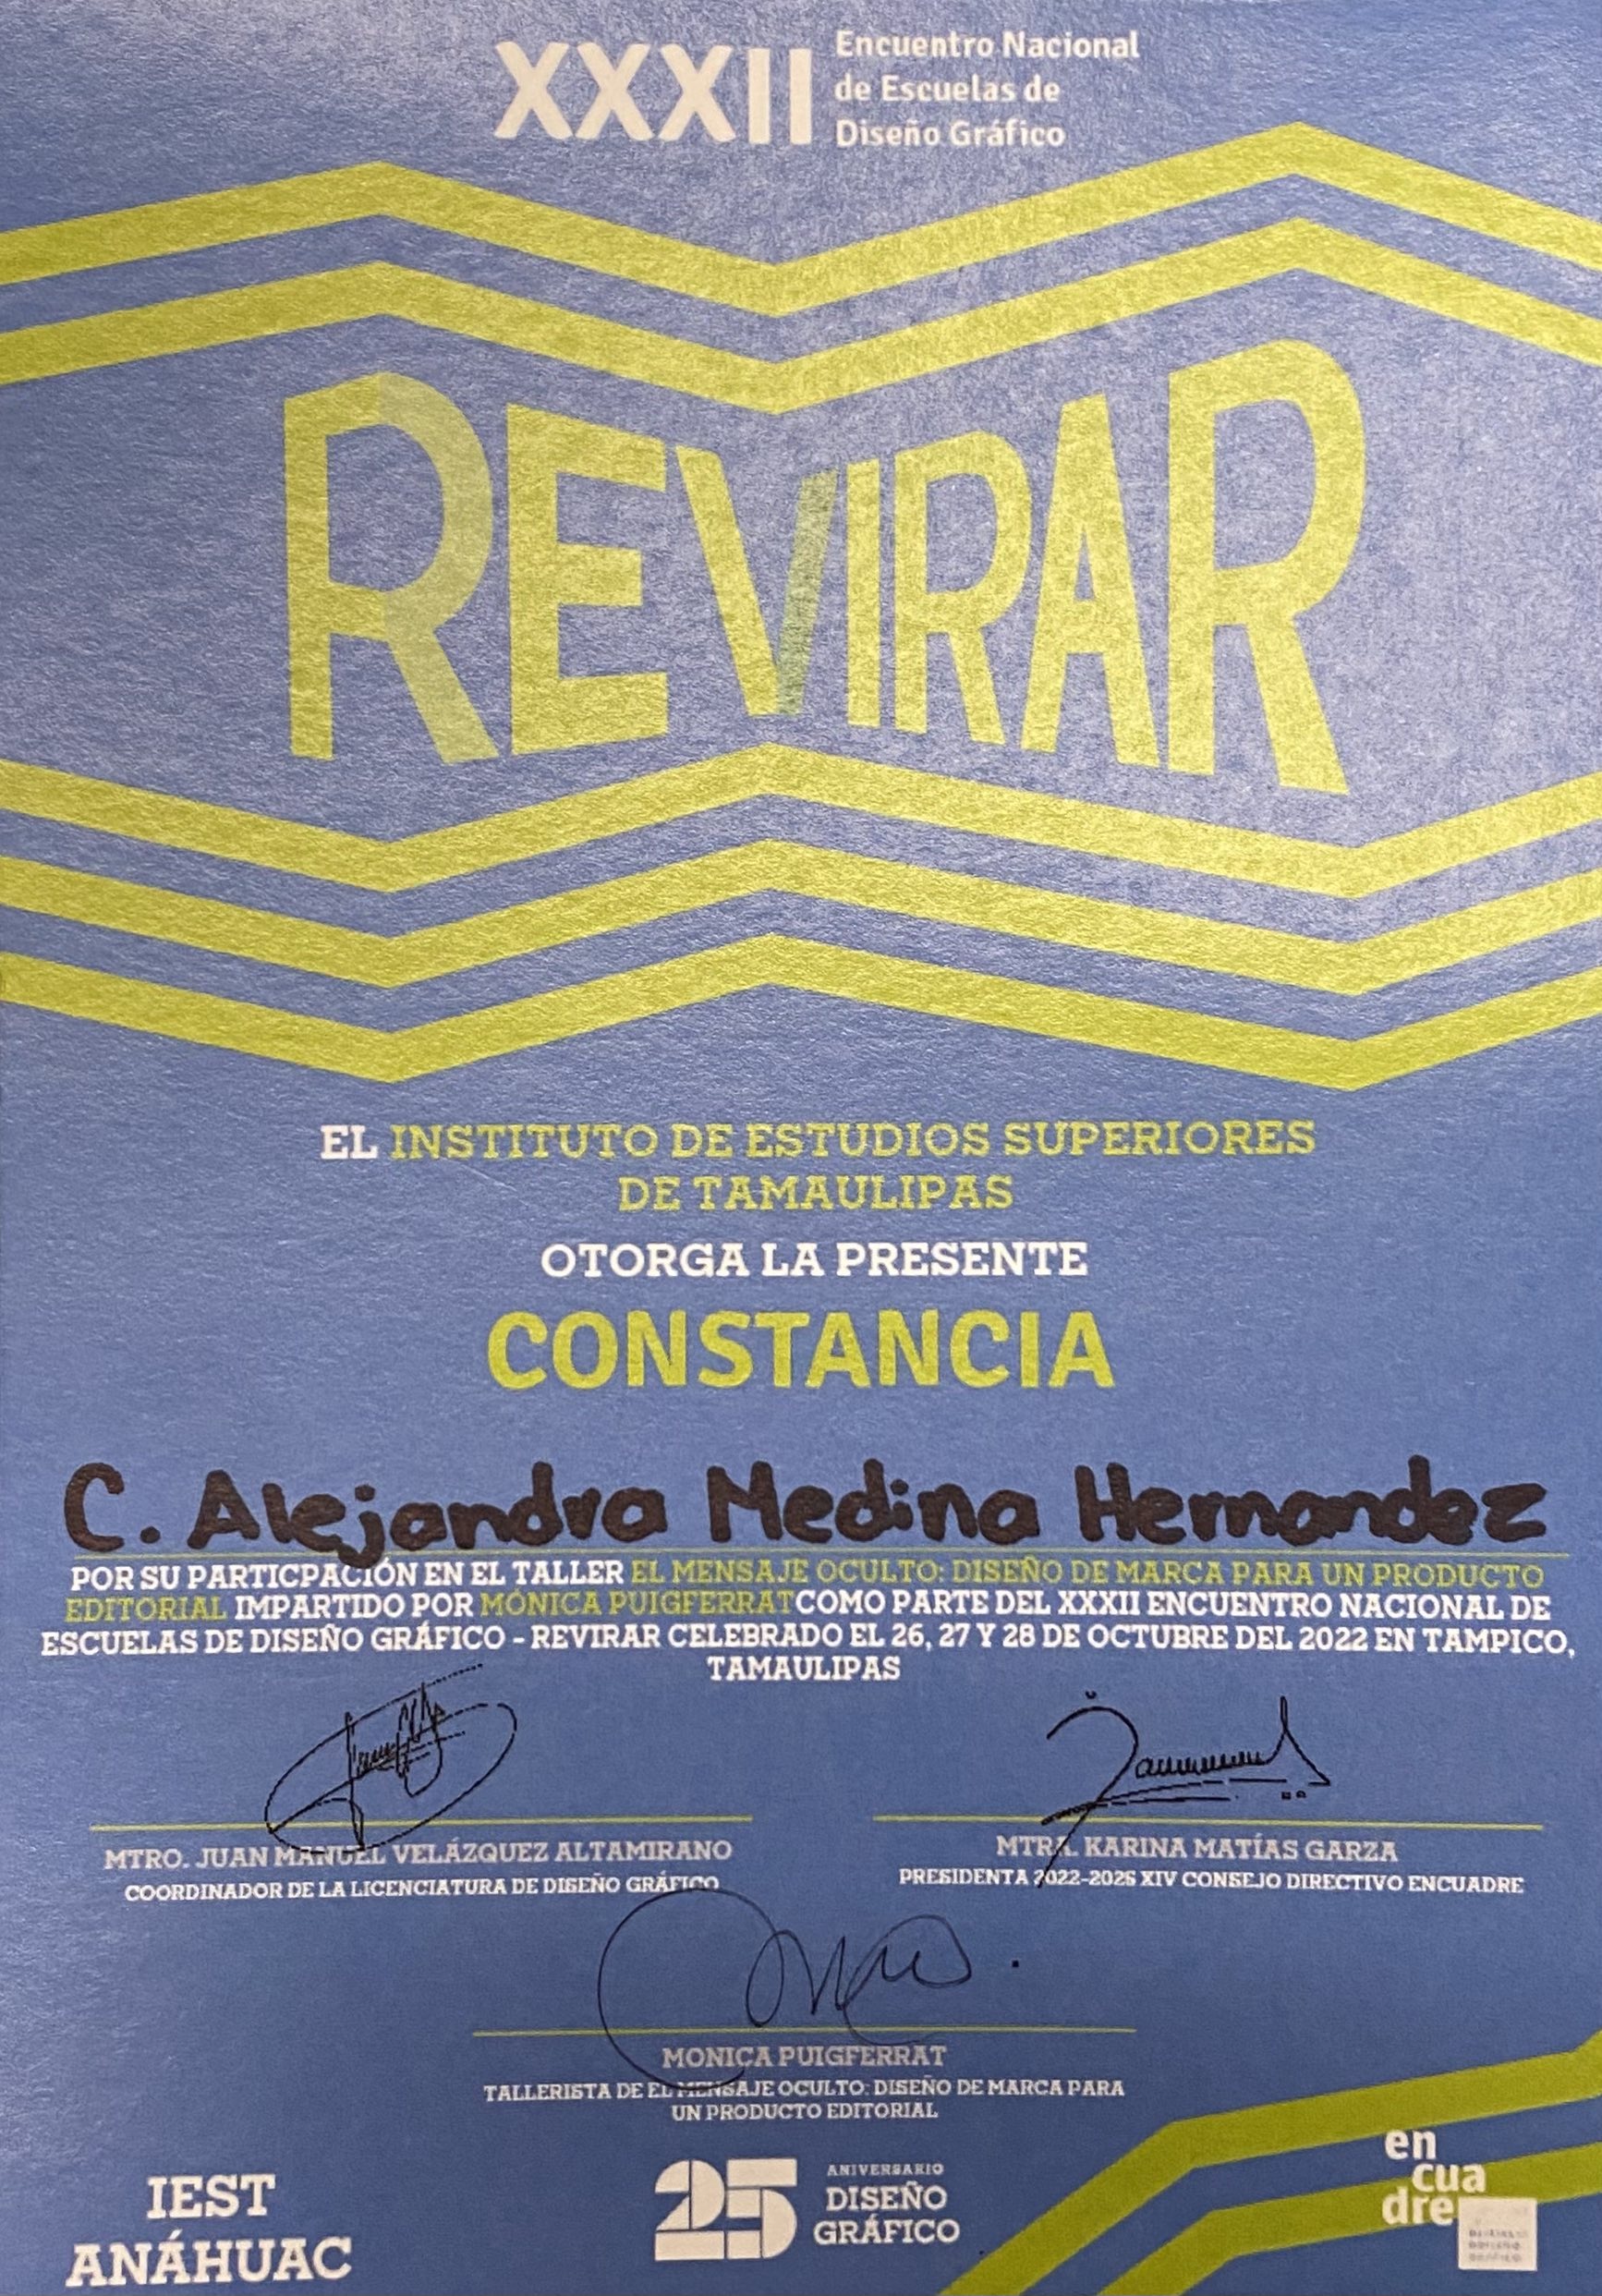 XXXII
Encuentro Nacional
de Escuelas de
Diseño Gráfico
REVIRAR
EL INSTITUTO DE ESTUDIOS SUPERIORES
DE TAMAULIPAS
OTORGA LA PRESENTE
CONSTANCIA
C. Alejandra Medina Hernandez
POR SU PARTICPACIÓN EN EL TALLER EL MENSAJE OCULTO: DISEÑO DE MARCA PARA UN PRODUCTO
EDITORIAL IMPARTIDO POR MÓNICA PUIGFERRAT COMO PARTE DEL XXXII ENCUENTRO NACIONAL DE
ESCUELAS DE DISEÑO GRÁFICO - REVIRAR CELEBRADO EL 26, 27 Y 28 DE OCTUBRE DEL 2022 EN TAMPICO,
TAMAULIPAS
MTRO. JUAN MANUEL VELÁZQUEZ ALTAMIRANO
COORDINADOR DE LA LICENCIATURA DE DISEÑO GRÁFICO
MTRA. KARINA MATÍAS GARZA
PRESIDENTA 2022-2025 XIV CONSEJO DIRECTIVO ENCUADRE
MONICA PUIGFERRAT
TALLERISTA DE EL MENSAJE OCULTO: DISEÑO DE MARCA PARA
UN PRODUCTO EDITORIAL
IEST
ANÁHUAC
25
ANIVERSARIO
DISEÑO
GRÁFICO
en
cua
dre